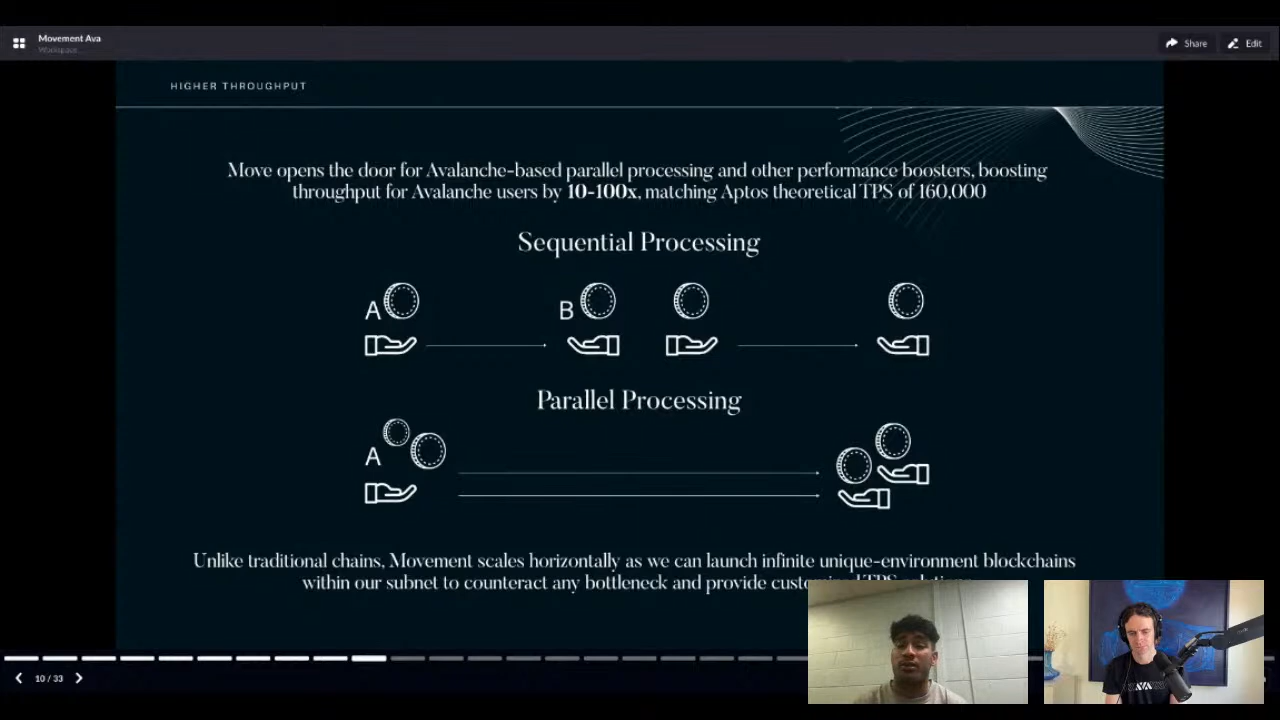 Movement Ava
Workspace
Share
Edit
HIGHER THROUGHPUT
Move opens the door for Avalanche-based parallel processing and other performance boosters, boosting
throughput for Avalanche users by 10-100x, matching Aptos theoretical TPS of 160,000
Sequential Processing
A
B
Parallel Processing
A
Unlike traditional chains, Movement scales horizontally as we can launch infinite unique-environment blockchains
within our subnet to counteract any bottleneck and provide
10 / 33